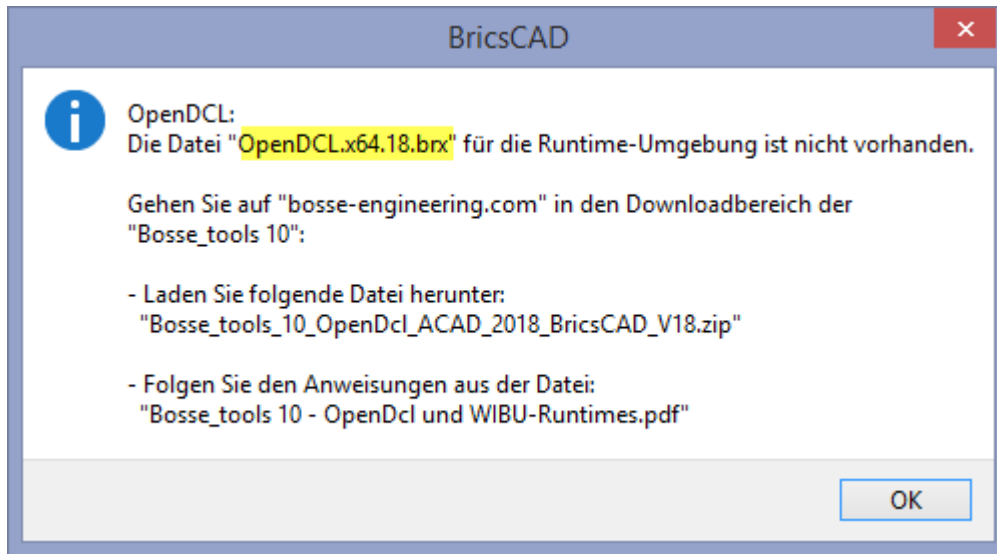 BricsCAD
OpenDCL:
Die Datei "OpenDCL.x64.18.brx" für die Runtime-Umgebung ist nicht vorhanden.
Gehen Sie auf "bosse-engineering.com" in den Downloadbereich der
"Bosse_tools 10":
- Laden Sie folgende Datei herunter:
"Bosse_tools_10_OpenDcl_ACAD_2018_BricsCAD_V18.zip"
- Folgen Sie den Anweisungen aus der Datei:
"Bosse_tools 10 - OpenDcl und WIBU-Runtimes.pdf"
OK